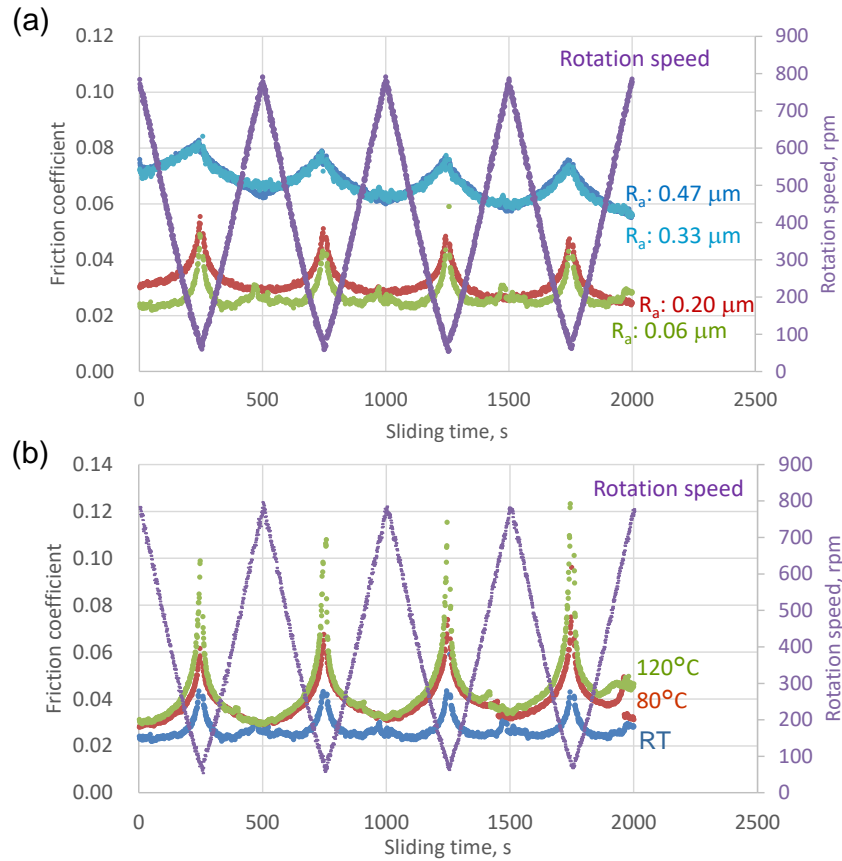 (a)
0.12
0.10
0.08
0.06
0.04
0.02
0.00
Friction coefficient
900
800
700
600
500
400
300
200
100
0
Rotation speed, rpm
Rotation speed
Ra: 0.47 μm
Ra: 0.33 μm
Ra: 0.20 μm
Ra: 0.06 μm
0 500 1000 1500 2000 2500
Sliding time, s
(b)
0.14
0.12
0.10
0.08
0.06
0.04
0.02
0.00
Friction coefficient
900
800
700
600
500
400
300
200
100
0
Rotation speed, rpm
Rotation speed
120°C
80°C
RT
0 500 1000 1500 2000 2500
Sliding time, s